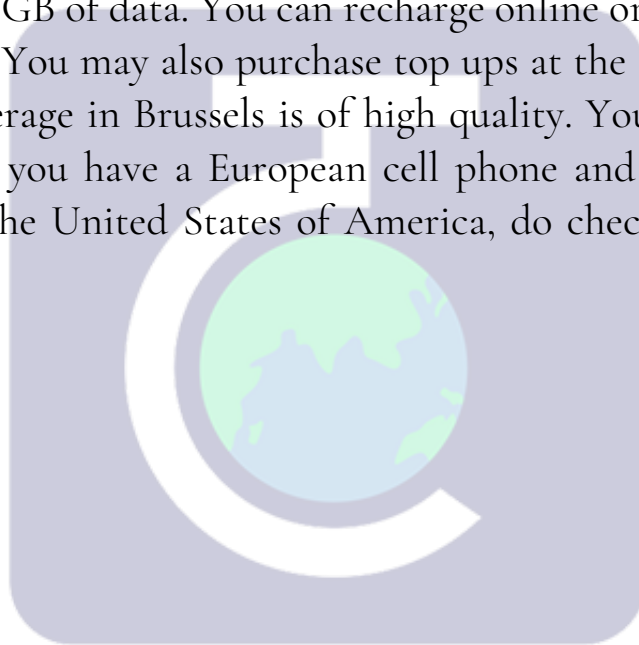 GB of data. You can recharge online or
You may also purchase top ups at the
erage in Brussels is of high quality. You
you have a European cell phone and
he United States of America, do chec